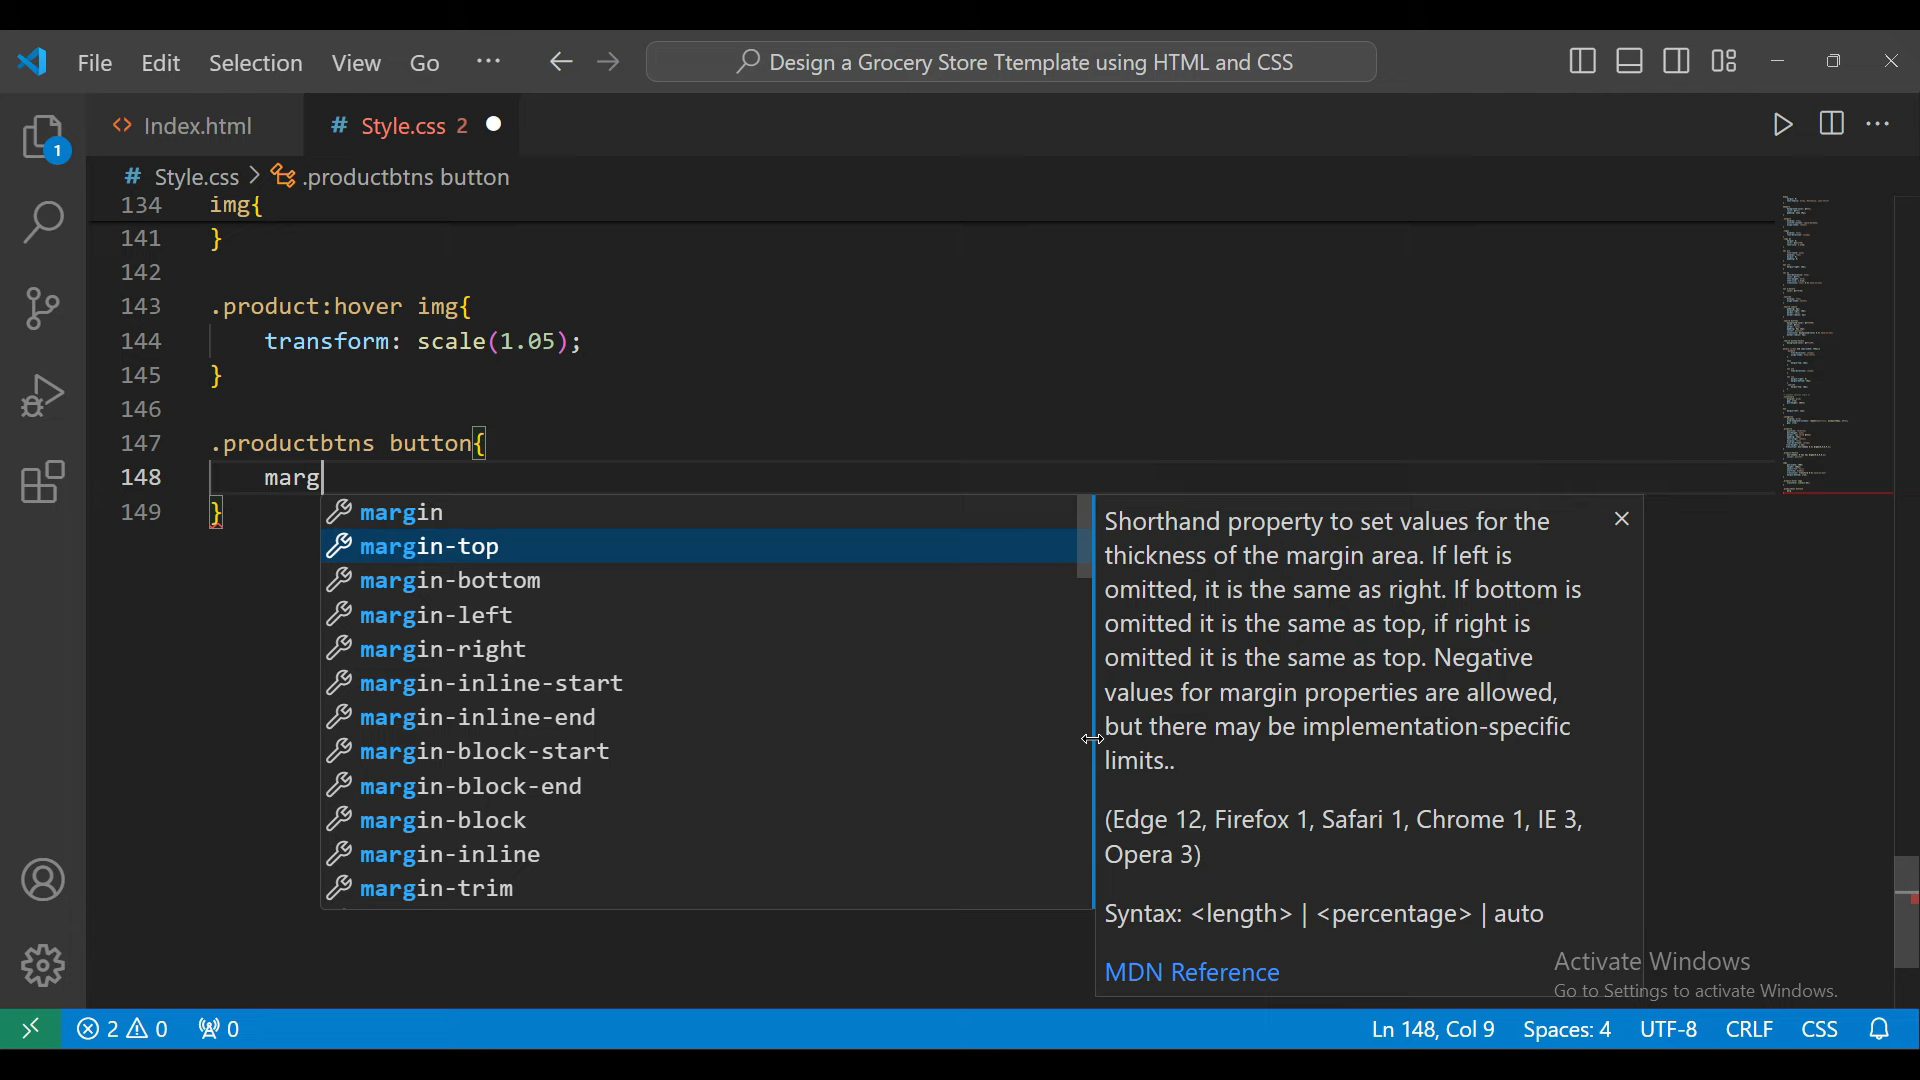 File Edit Selection View Go ··· Design a Grocery Store Ttemplate using HTML and CSS
<> Index.html # Style.css 2
1
# Style.css > .productbtns button
134 img{
141 }
142
143 .product:hover img{
144 transform: scale(1.05);
145 }
146
147 .productbtns button{
148 marg
149 }
margin
margin-top
margin-bottom
margin-left
margin-right
margin-inline-start
margin-inline-end
margin-block-start
margin-block-end
margin-block
margin-inline
margin-trim
Shorthand property to set values for the
thickness of the margin area. If left is
omitted, it is the same as right. If bottom is
omitted it is the same as top, if right is
omitted it is the same as top. Negative
values for margin properties are allowed,
but there may be implementation-specific
limits..
(Edge 12, Firefox 1, Safari 1, Chrome 1, IE 3,
Opera 3)
Syntax: <length> | <percentage> | auto
MDN Reference
Activate Windows
Go to Settings to activate Windows.
2 0 0 Ln 148, Col 9 Spaces: 4 UTF-8 CRLF CSS